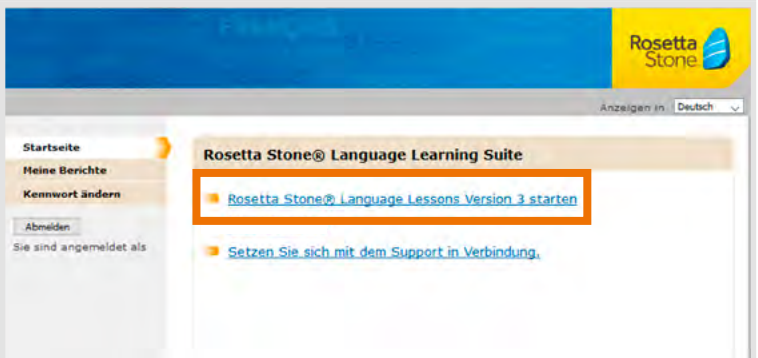 Rosetta
Stone
Anzeigen in Deutsch
Startseite
Meine Berichte
Kennwort ändern
Abmelden
Sie sind angemeldet als
Rosetta Stone® Language Learning Suite
Rosetta Stone® Language Lessons Version 3 starten
Setzen Sie sich mit dem Support in Verbindung.